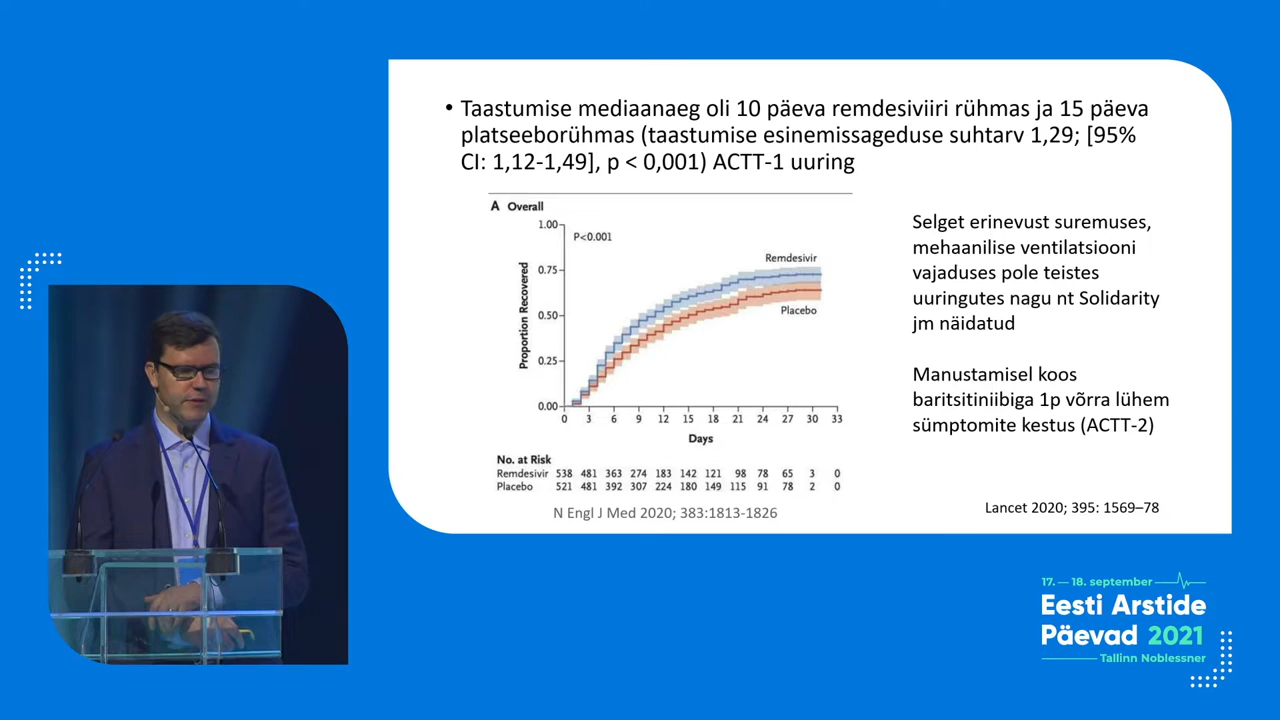 • Taastumise mediaanaeg oli 10 päeva remdesiviiri rühmas ja 15 päeva
platseeborühmas (taastumise esinemissageduse suhtarv 1,29; [95%
CI: 1,12-1,49], p < 0,001) ACTT-1 uuring
A Overall
1.00
P<0.001
0.75
0.50
0.25
0.00
Proportion Recovered
Remdesivir
Placebo
0 3 6 9 12 15 18 21 24 27 30 33
Days
No. at Risk
Remdesivir 538 481 363 274 183 142 121 98 78 65 3 0
Placebo 521 481 392 307 224 180 149 115 91 78 2 0
N Engl J Med 2020; 383:1813-1826
Selget erinevust suremuses,
mehaanilise ventilatsiooni
vajaduses pole teistes
uuringutes nagu nt Solidarity
jm näidatud
Manustamisel koos
baritsitiniibiga 1p võrra lühem
sümptomite kestus (ACTT-2)
Lancet 2020; 395: 1569–78
17. — 18. september
Eesti Arstide
Päevad 2021
Tallinn Noblessner